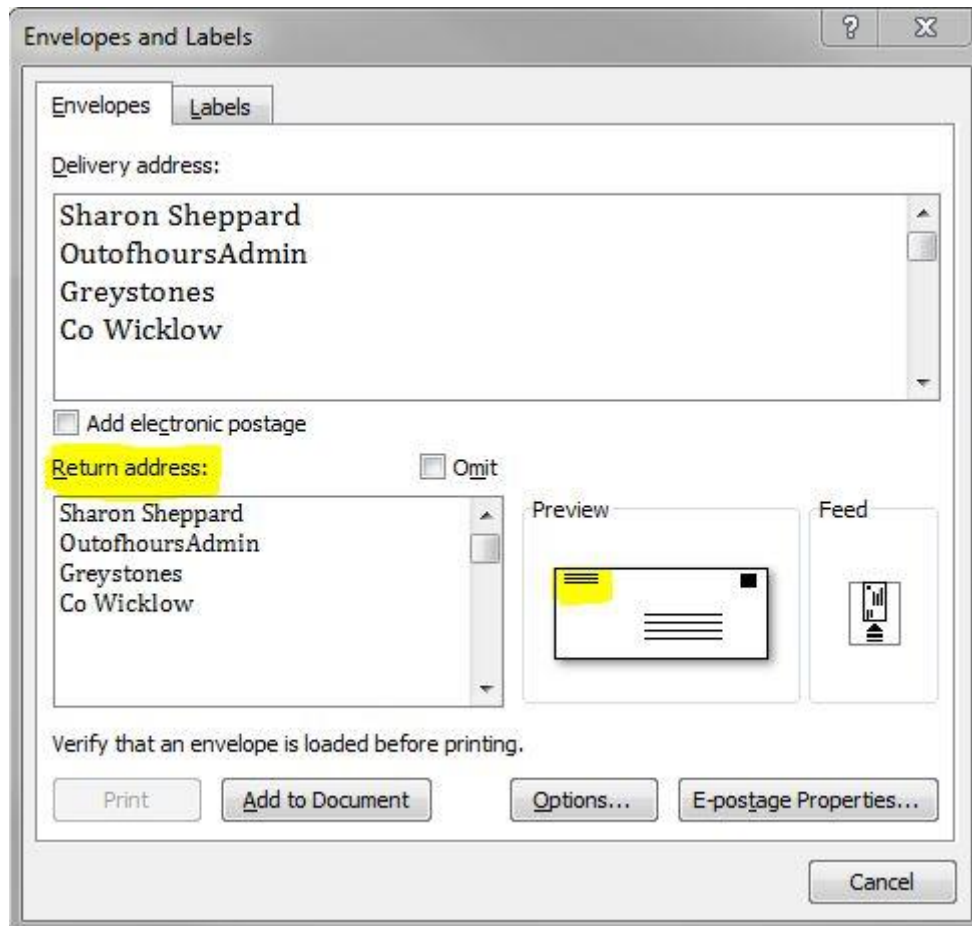 Envelopes and Labels
Envelopes Labels
Delivery address:
Sharon Sheppard
OutofhoursAdmin
Greystones
Co Wicklow
Add electronic postage
Return address: Omit
Sharon Sheppard
OutofhoursAdmin
Greystones
Co Wicklow
Preview
Feed
Verify that an envelope is loaded before printing.
Print Add to Document Options... E-postage Properties...
Cancel